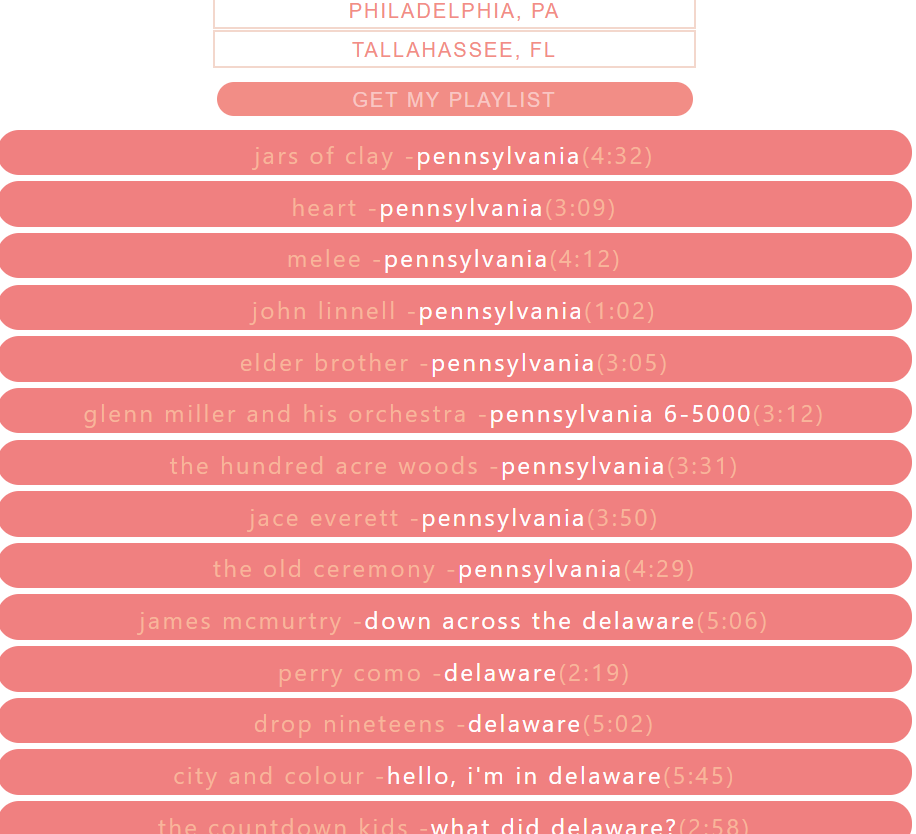 PHILADELPHIA, PA
TALLAHASSEE, FL
GET MY PLAYLIST
jars of clay -pennsylvania(4:32)
heart -pennsylvania(3:09)
melee -pennsylvania(4:12)
john linnell -pennsylvania(1:02)
elder brother -pennsylvania(3:05)
glenn miller and his orchestra -pennsylvania 6-5000(3:12)
the hundred acre woods -pennsylvania(3:31)
jace everett -pennsylvania(3:50)
the old ceremony -pennsylvania(4:29)
james mcmurtry -down across the delaware(5:06)
perry como -delaware(2:19)
drop nineteens -delaware(5:02)
city and colour -hello, i'm in delaware(5:45)
the countdown kids -what did delaware?(2:58)